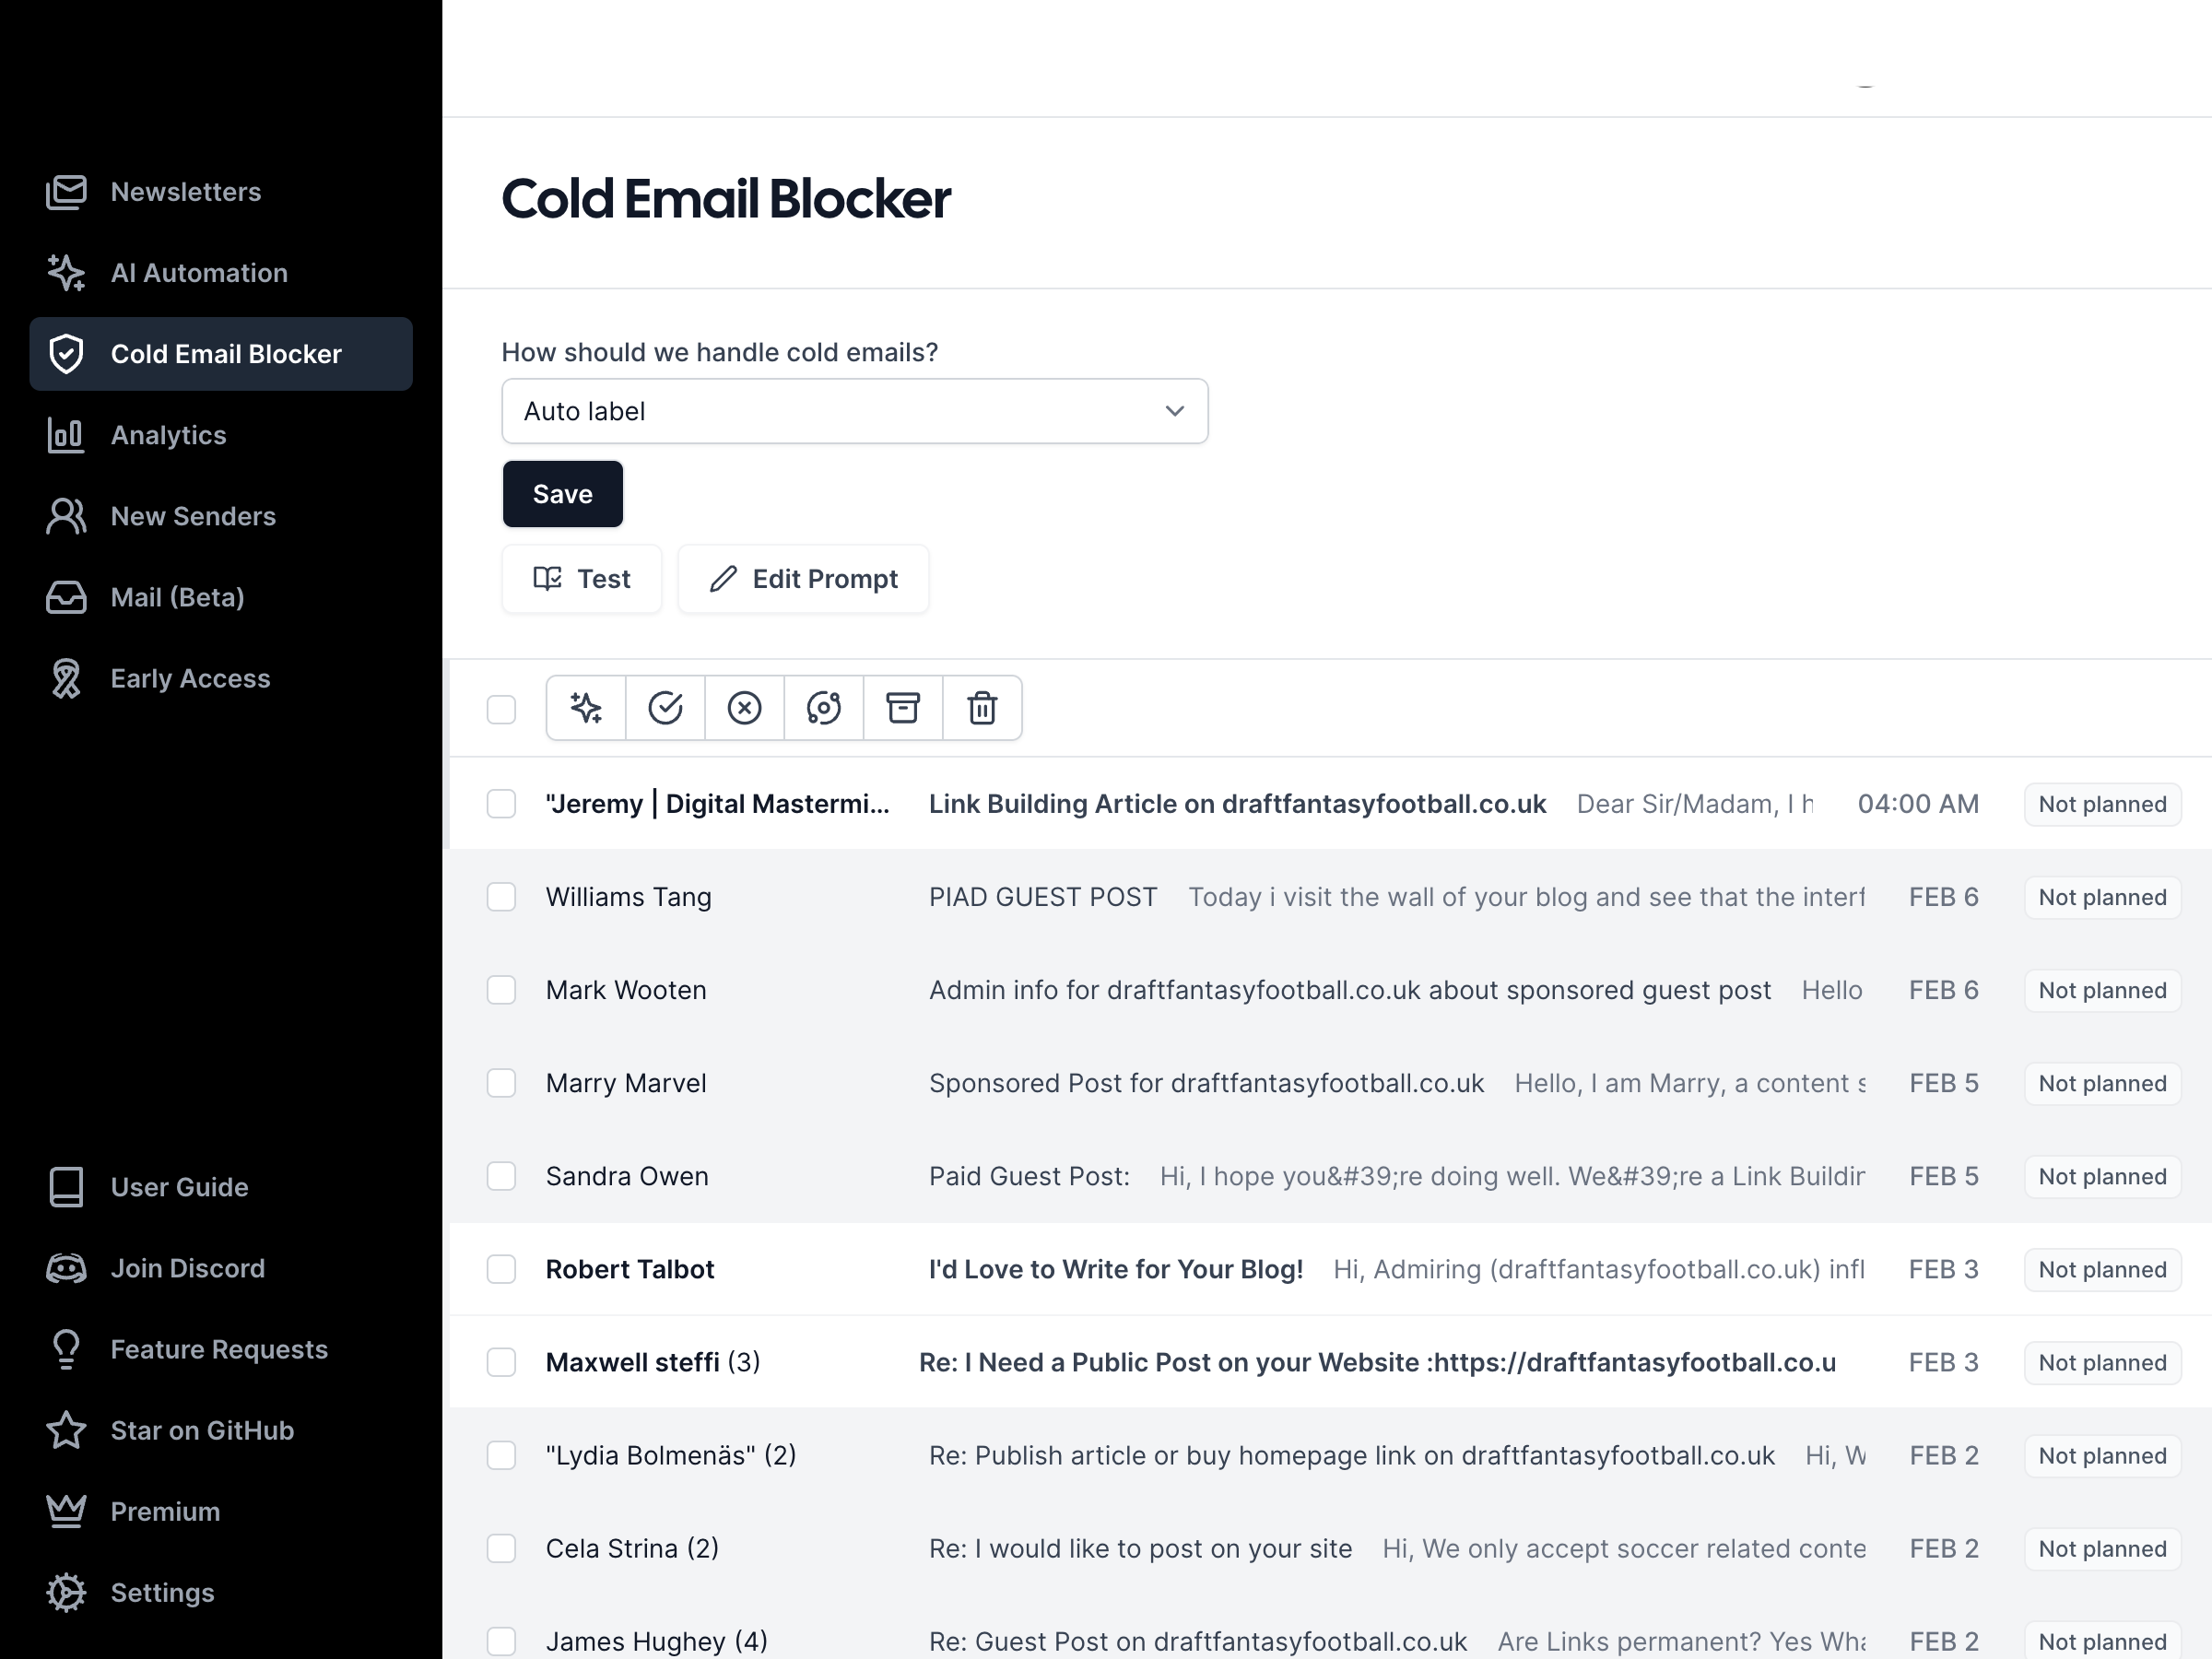 Newsletters
AI Automation
Cold Email Blocker
Analytics
New Senders
Mail (Beta)
Early Access
User Guide
Join Discord
Feature Requests
Star on GitHub
Premium
Settings
Cold Email Blocker
How should we handle cold emails?
Auto label
Save
Test Edit Prompt
"Jeremy | Digital Mastermi... Link Building Article on draftfantasyfootball.co.uk Dear Sir/Madam, I h 04:00 AM Not planned
Williams Tang PIAD GUEST POST Today i visit the wall of your blog and see that the interf FEB 6 Not planned
Mark Wooten Admin info for draftfantasyfootball.co.uk about sponsored guest post Hello FEB 6 Not planned
Marry Marvel Sponsored Post for draftfantasyfootball.co.uk Hello, I am Marry, a content s FEB 5 Not planned
Sandra Owen Paid Guest Post: Hi, I hope you&#39;re doing well. We&#39;re a Link Buildin FEB 5 Not planned
Robert Talbot I'd Love to Write for Your Blog! Hi, Admiring (draftfantasyfootball.co.uk) infl FEB 3 Not planned
Maxwell steffi (3) Re: I Need a Public Post on your Website :https://draftfantasyfootball.co.u FEB 3 Not planned
"Lydia Bolmenäs" (2) Re: Publish article or buy homepage link on draftfantasyfootball.co.uk Hi, W FEB 2 Not planned
Cela Strina (2) Re: I would like to post on your site Hi, We only accept soccer related conte FEB 2 Not planned
James Hughey (4) Re: Guest Post on draftfantasyfootball.co.uk Are Links permanent? Yes Wha FEB 2 Not planned